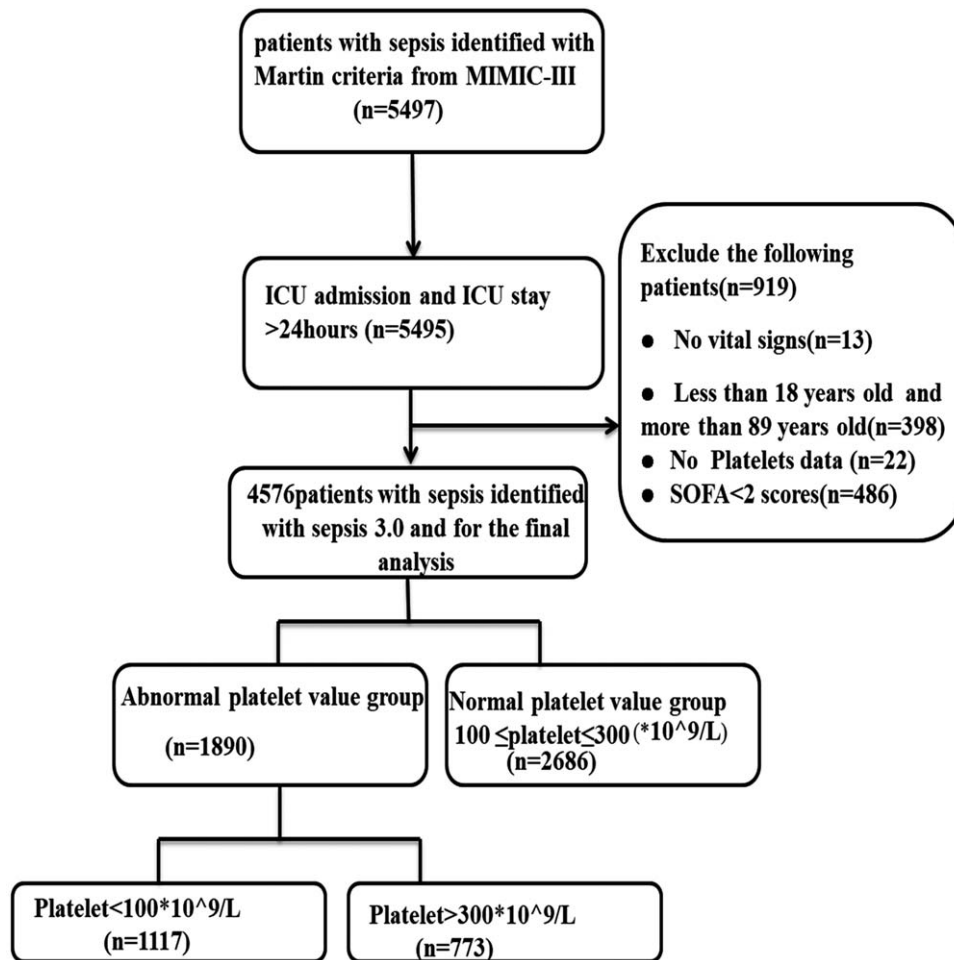 patients with sepsis identified with
Martin criteria from MIMIC-III
(n=5497)
ICU admission and ICU stay
>24hours (n=5495)
Exclude the following
patients(n=919)
● No vital signs(n=13)
● Less than 18 years old and
more than 89 years old(n=398)
● No Platelets data (n=22)
● SOFA<2 scores(n=486)
4576patients with sepsis identified
with sepsis 3.0 and for the final
analysis
Abnormal platelet value group
(n=1890)
Normal platelet value group
100 ≤platelet≤300 (*10^9/L)
(n=2686)
Platelet<100*10^9/L
(n=1117)
Platelet>300*10^9/L
(n=773)